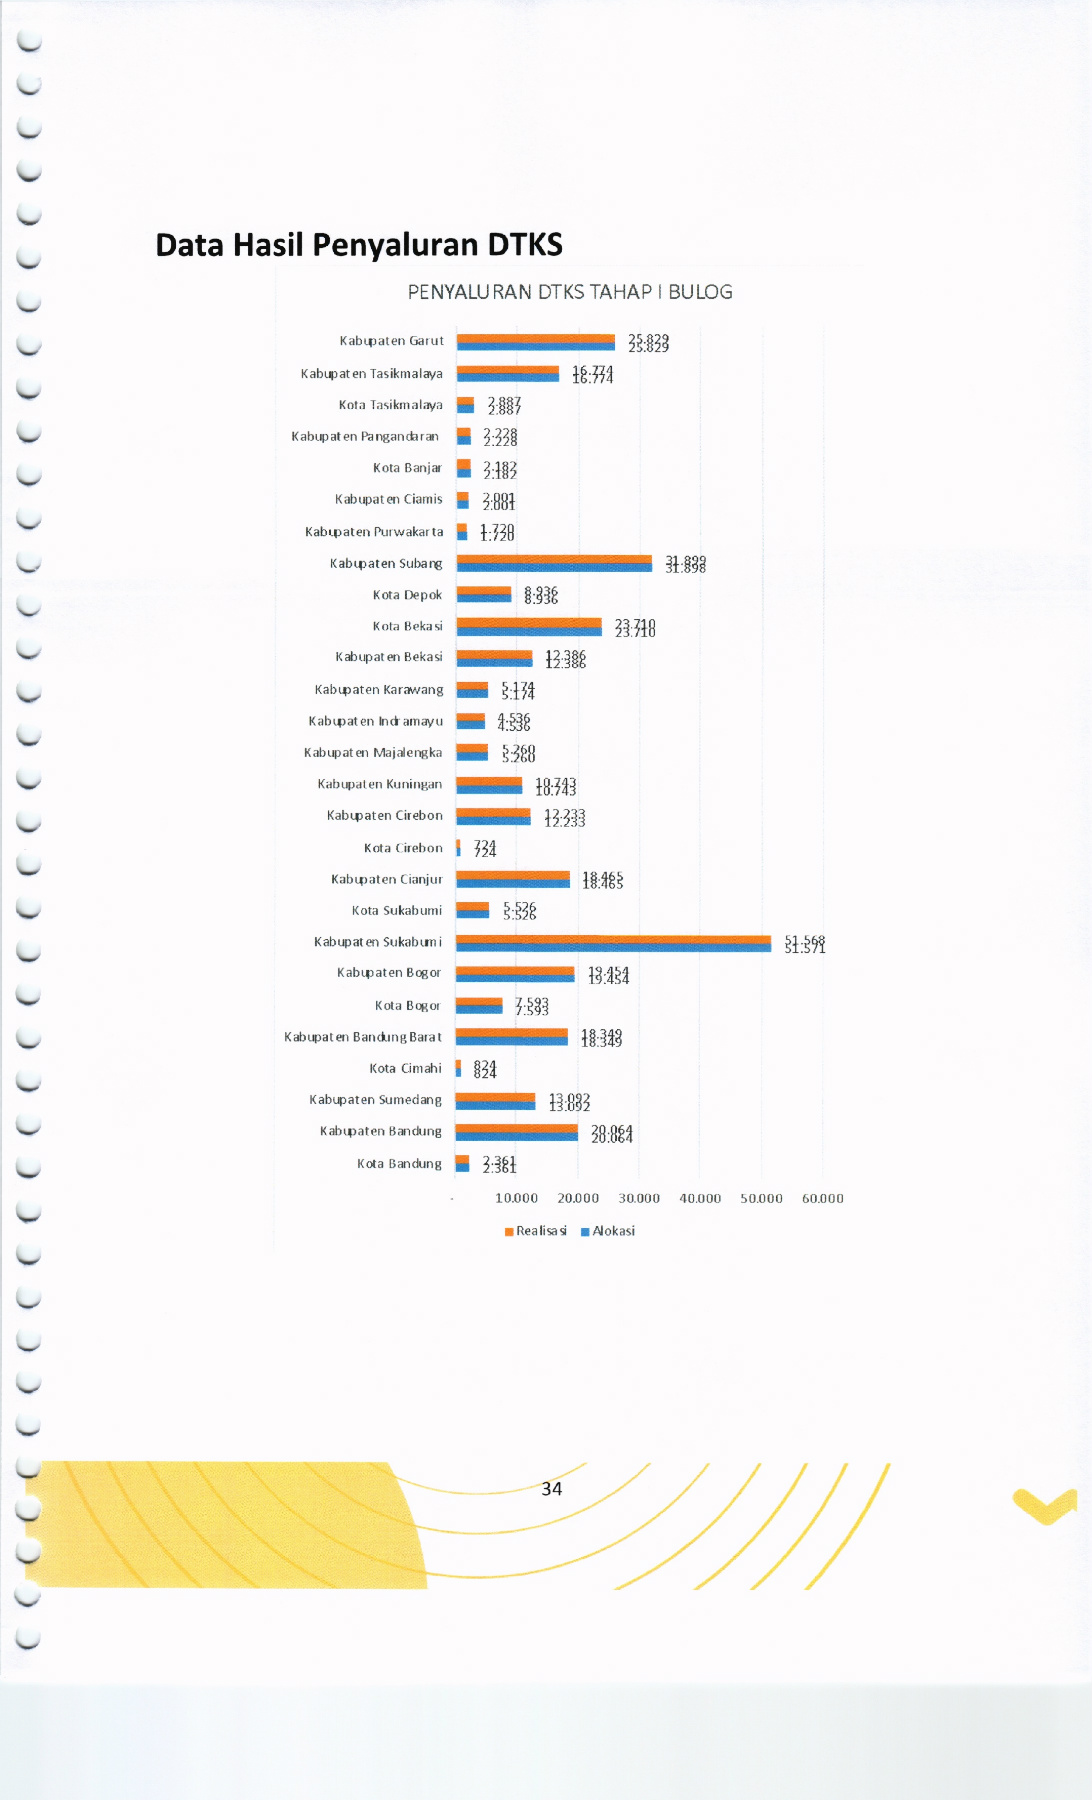 Data Hasil Penyaluran DTKS
PENYALURAN DTKS TAHAP I BULOG
Kabupaten Garut 25.829 25.829
Kabupaten Tasikmalaya 16.774 16.774
Kota Tasikmalaya 2.887 2.887
Kabupaten Pangandaran 2.228 2.228
Kota Banjar 2.182 2.182
Kabupaten Ciamis 2.001 2.001
Kabupaten Purwakarta 1.720 1.720
Kabupaten Subang 31.899 31.898
Kota Depok 8.936 8.936
Kota Bekasi 23.710 23.710
Kabupaten Bekasi 12.386 12.386
Kabupaten Karawang 5.174 5.174
Kabupaten Indramayu 4.536 4.536
Kabupaten Majalengka 5.260 5.260
Kabupaten Kuningan 10.743 10.743
Kabupaten Cirebon 12.233 12.233
Kota Cirebon 724 724
Kabupaten Cianjur 18.465 18.465
Kota Sukabumi 5.526 5.526
Kabupaten Sukabumi 51.568 51.571
Kabupaten Bogor 19.454 19.454
Kota Bogor 7.593 7.593
Kabupaten Bandung Barat 18.349 18.349
Kota Cimahi 824 824
Kabupaten Sumedang 13.092 13.092
Kabupaten Bandung 20.064 20.064
Kota Bandung 2.361 2.361
- 10.000 20.000 30.000 40.000 50.000 60.000
Realisasi Alokasi
34